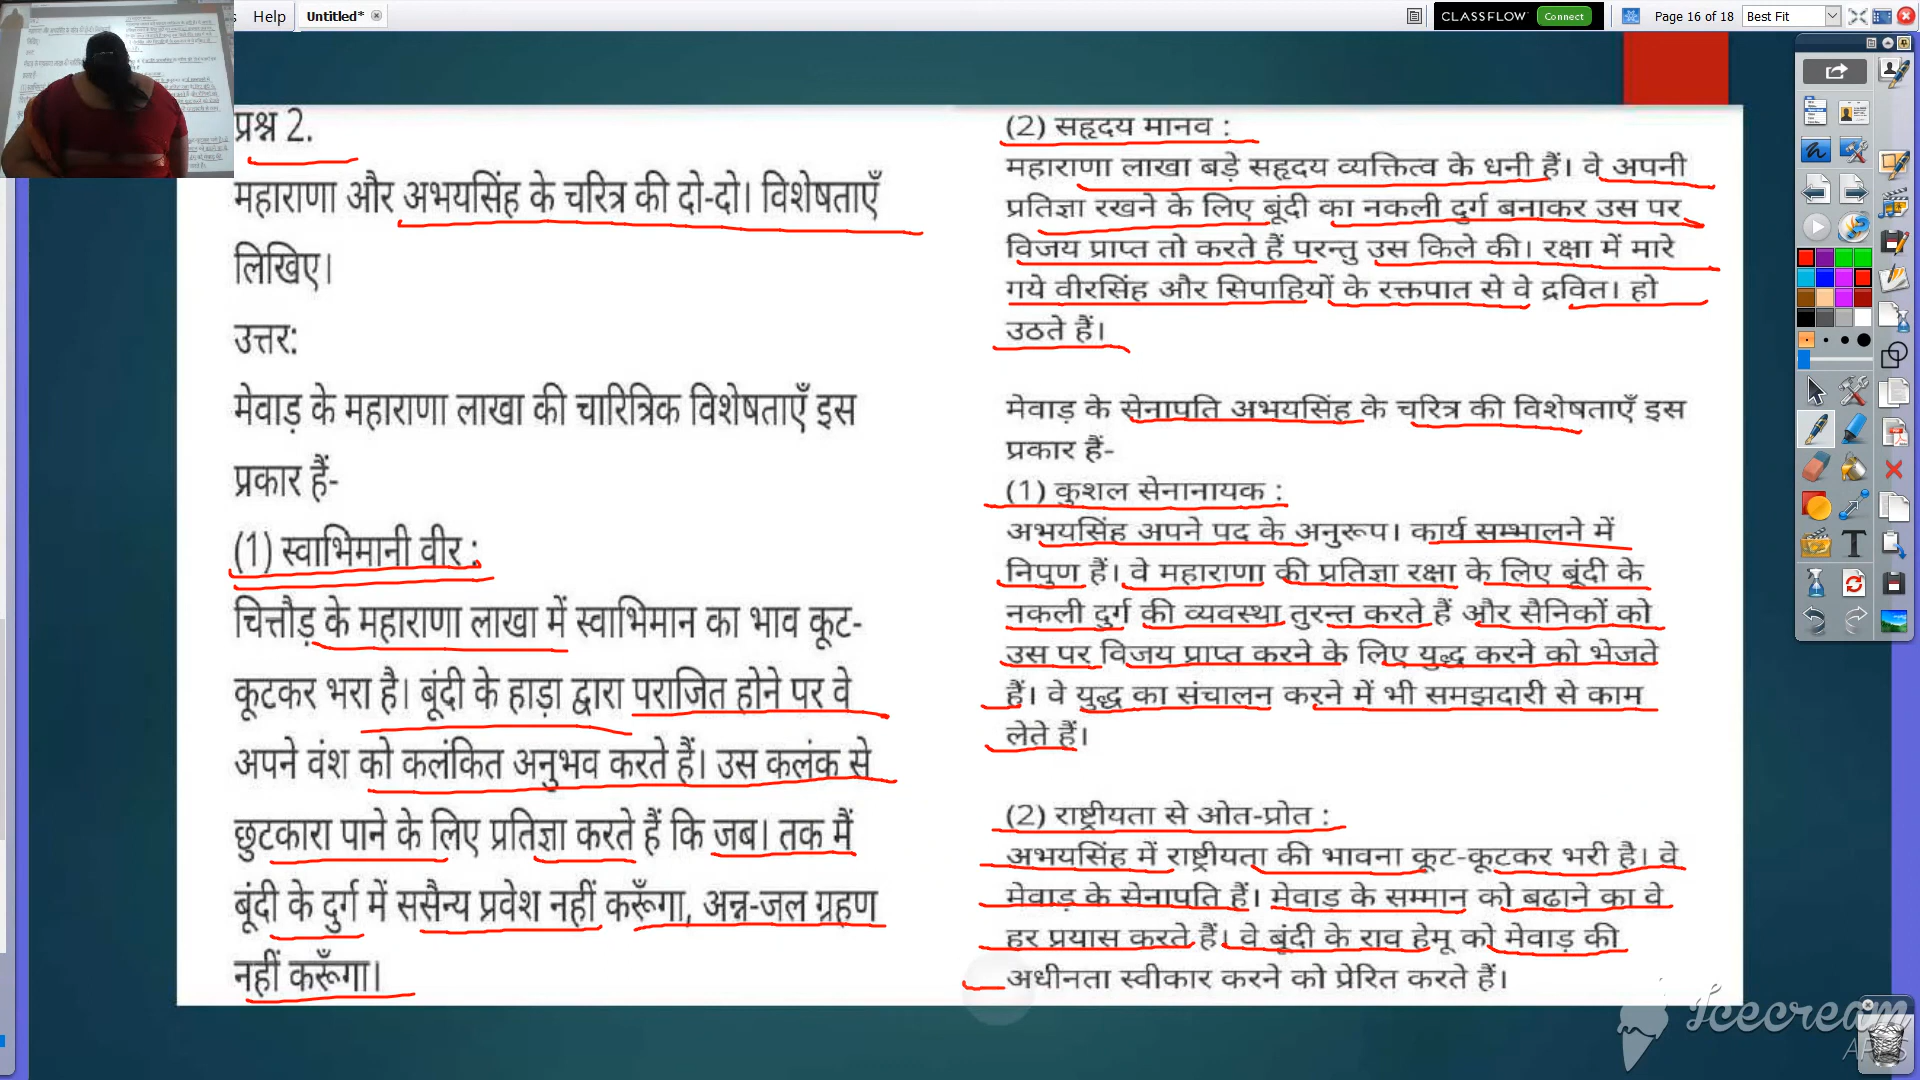 Help
Untitled*
CLASSFLOW
Connect
Page 16 of 18
Best Fit
प्रश्न 2.
महाराणा और अभयसिंह के चरित्र की दो-दो। विशेषताएँ
लिखिए।
उत्तर:
मेवाड़ के महाराणा लाखा की चारित्रिक विशेषताएँ इस
प्रकार हैं-
(1) स्वाभिमानी वीर :
चित्तौड़ के महाराणा लाखा में स्वाभिमान का भाव कूट-
कूटकर भरा है। बूंदी के हाड़ा द्वारा पराजित होने पर वे
अपने वंश को कलंकित अनुभव करते हैं। उस कलंक से
छुटकारा पाने के लिए प्रतिज्ञा करते हैं कि जब। तक मैं
बूंदी के दुर्ग में ससैन्य प्रवेश नहीं करूँगा, अन्न-जल ग्रहण
नहीं करूँगा।
(2) सहृदय मानव :
महाराणा लाखा बड़े सहृदय व्यक्तित्व के धनी हैं। वे अपनी
प्रतिज्ञा रखने के लिए बूंदी का नकली दुर्ग बनाकर उस पर
विजय प्राप्त तो करते हैं परन्तु उस किले की। रक्षा में मारे
गये वीरसिंह और सिपाहियों के रक्तपात से वे द्रवित। हो
उठते हैं।
मेवाड़ के सेनापति अभयसिंह के चरित्र की विशेषताएँ इस
प्रकार हैं-
(1) कुशल सेनानायक :
अभयसिंह अपने पद के अनुरूप। कार्य सम्भालने में
निपुण हैं। वे महाराणा की प्रतिज्ञा रक्षा के लिए बूंदी के
नकली दुर्ग की व्यवस्था तुरन्त करते हैं और सैनिकों को
उस पर विजय प्राप्त करने के लिए युद्ध करने को भेजते
हैं। वे युद्ध का संचालन करने में भी समझदारी से काम
लेते हैं।
(2) राष्ट्रीयता से ओत-प्रोत :
अभयसिंह में राष्ट्रीयता की भावना कूट-कूटकर भरी है। वे
मेवाड़ के सेनापति हैं। मेवाड़ के सम्मान को बढाने का वे
हर प्रयास करते हैं। वे बूंदी के राव हेमू को मेवाड़ की
अधीनता स्वीकार करने को प्रेरित करते हैं।
Icecream